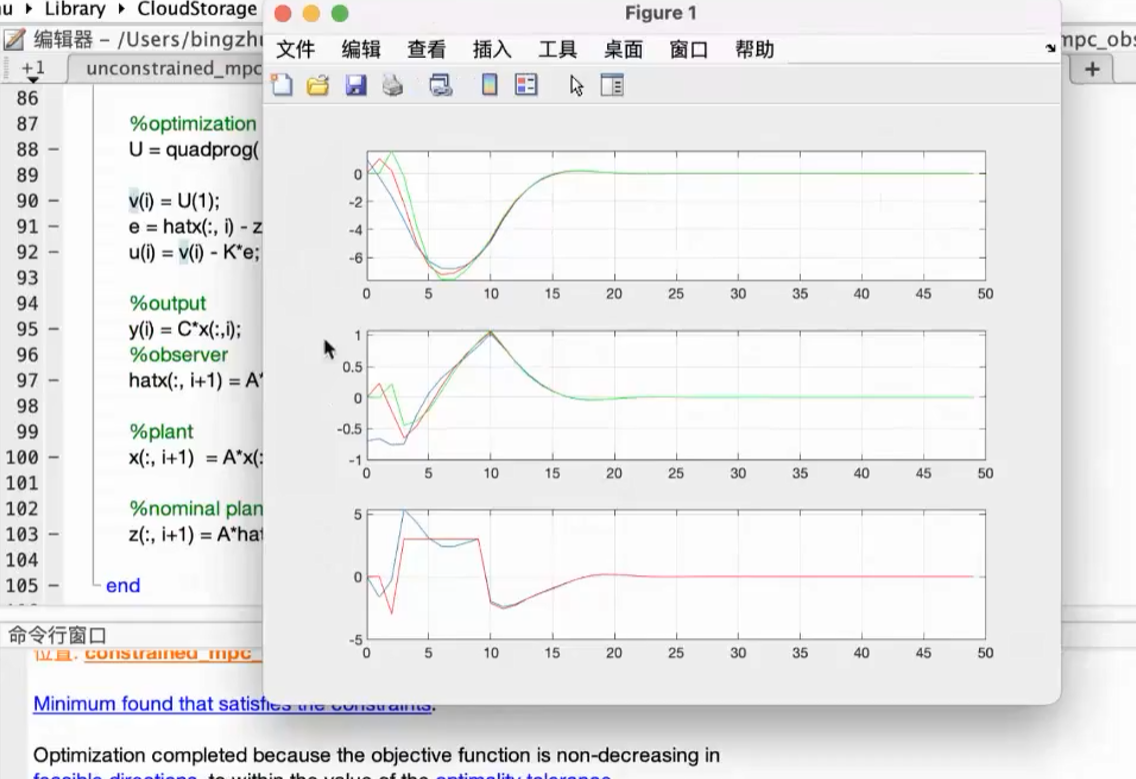 Library ▸ CloudStorage
编辑器 – /Users/bingzhu
+1 unconstrained_mpc
86
87 %optimization
88 – U = quadprog(
89
90 – v(i) = U(1);
91 – e = hatx(:, i) - z
92 – u(i) = v(i) - K*e;
93
94 %output
95 – y(i) = C*x(:,i);
96 %observer
97 – hatx(:, i+1) = A*
98
99 %plant
100 – x(:, i+1) = A*x(:
101
102 %nominal plan
103 – z(:, i+1) = A*hat
104
105 – end
命令行窗口
位置: constrained_mpc_
Minimum found that satisfies the constraints.
Optimization completed because the objective function is non-decreasing in
feasible directions, to within the value of the optimality tolerance
Figure 1
文件 编辑 查看 插入 工具 桌面 窗口 帮助
0
-2
-4
-6
0 5 10 15 20 25 30 35 40 45 50
1
0.5
0
-0.5
-1
0 5 10 15 20 25 30 35 40 45 50
5
0
-5
0 5 10 15 20 25 30 35 40 45 50
mpc_obs
+